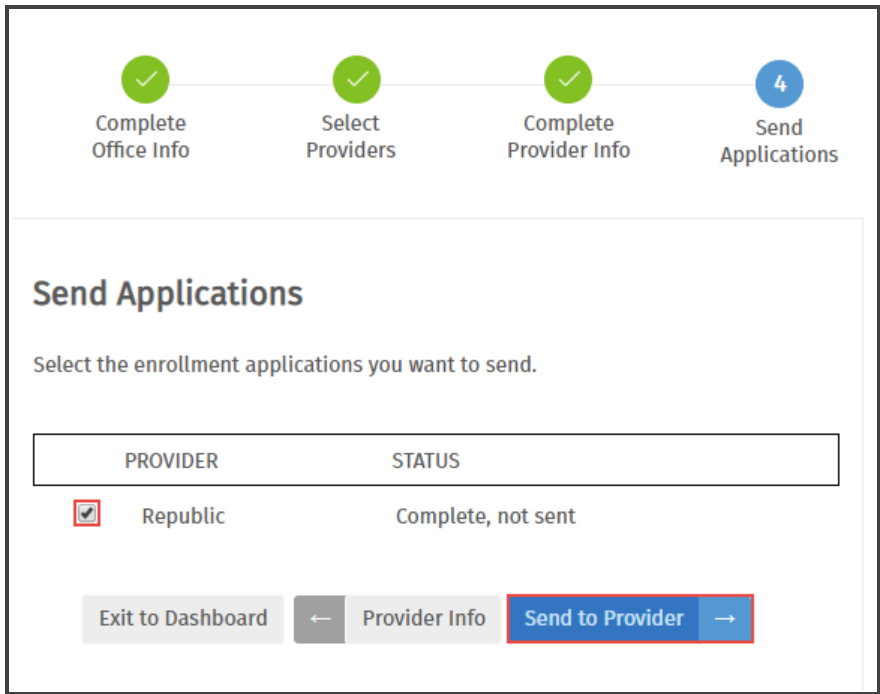 4
Complete
Office Info
Select
Providers
Complete
Provider Info
Send
Applications
Send Applications
Select the enrollment applications you want to send.
PROVIDER STATUS
Republic Complete, not sent
Exit to Dashboard ← Provider Info Send to Provider →